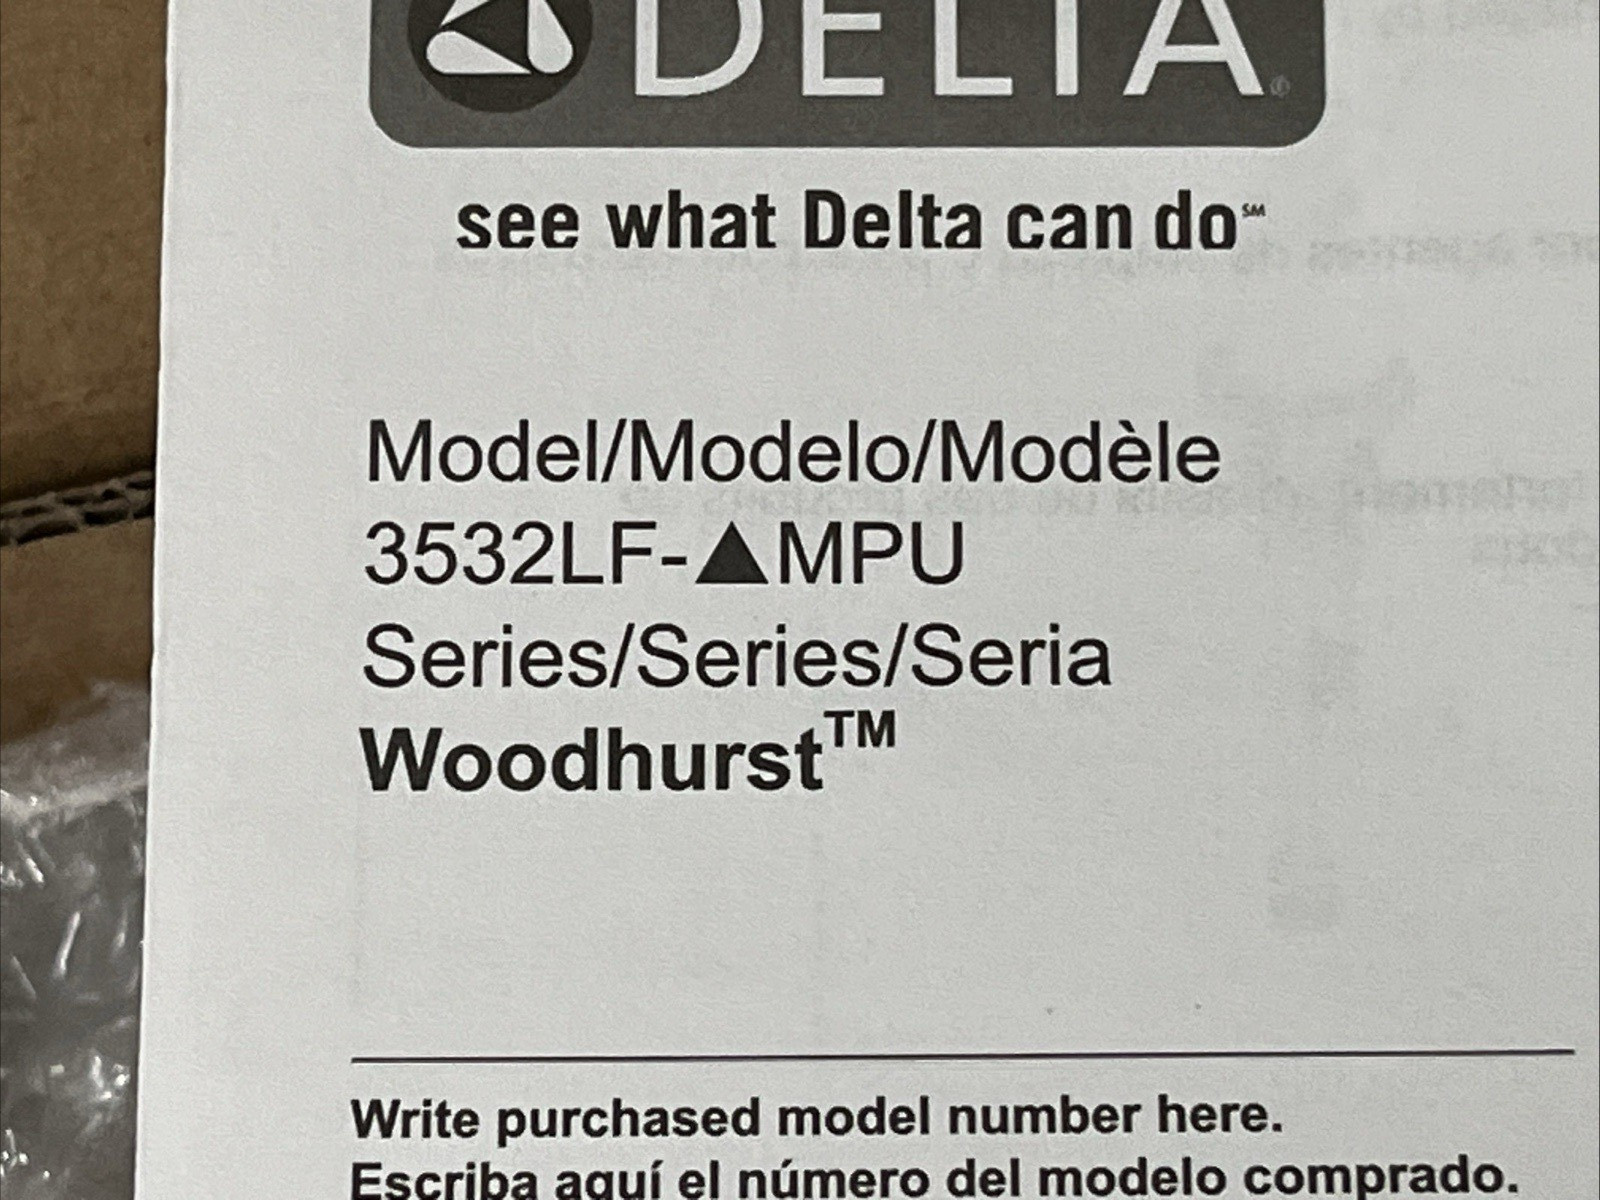 DELTA®
see what Delta can do℠
Model/Modelo/Modèle
3532LF-▲MPU
Series/Series/Seria
Woodhurst™
Write purchased model number here.
Escriba aquí el número del modelo comprado.